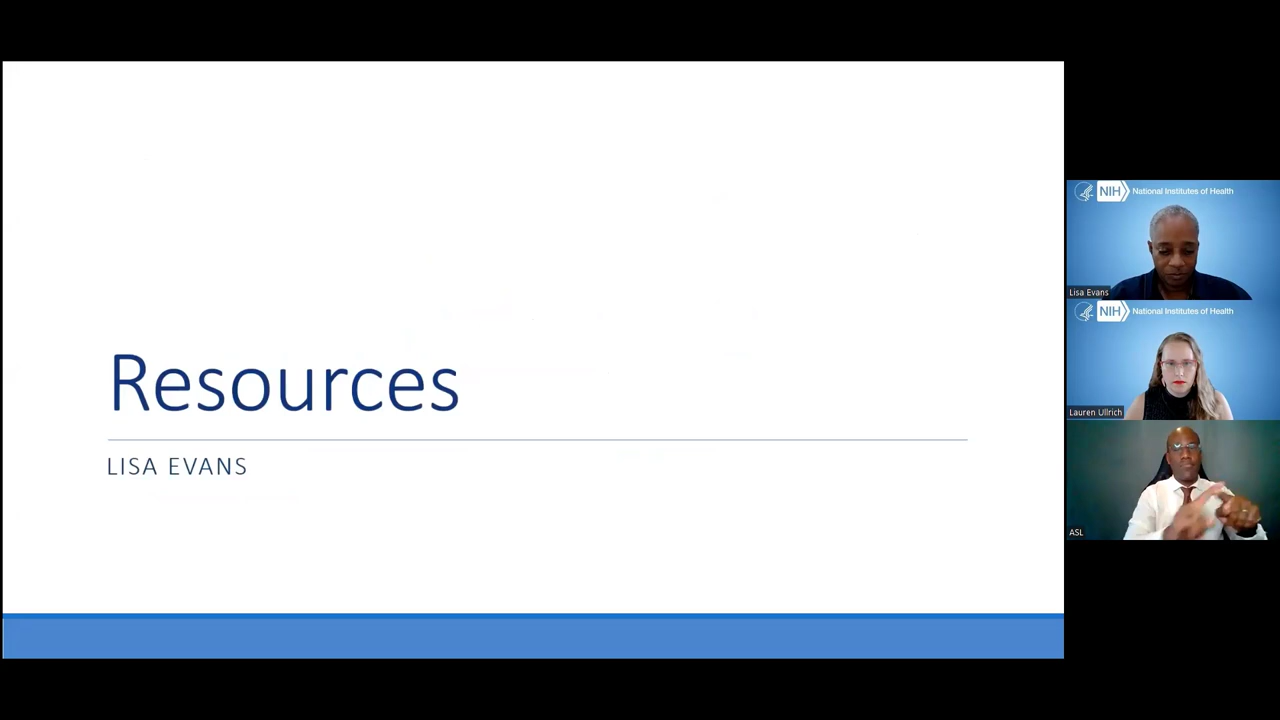 Resources
LISA EVANS
NIH National Institutes of Health
Lisa Evans
NIH National Institutes of Health
Lauren Ullrich
ASL